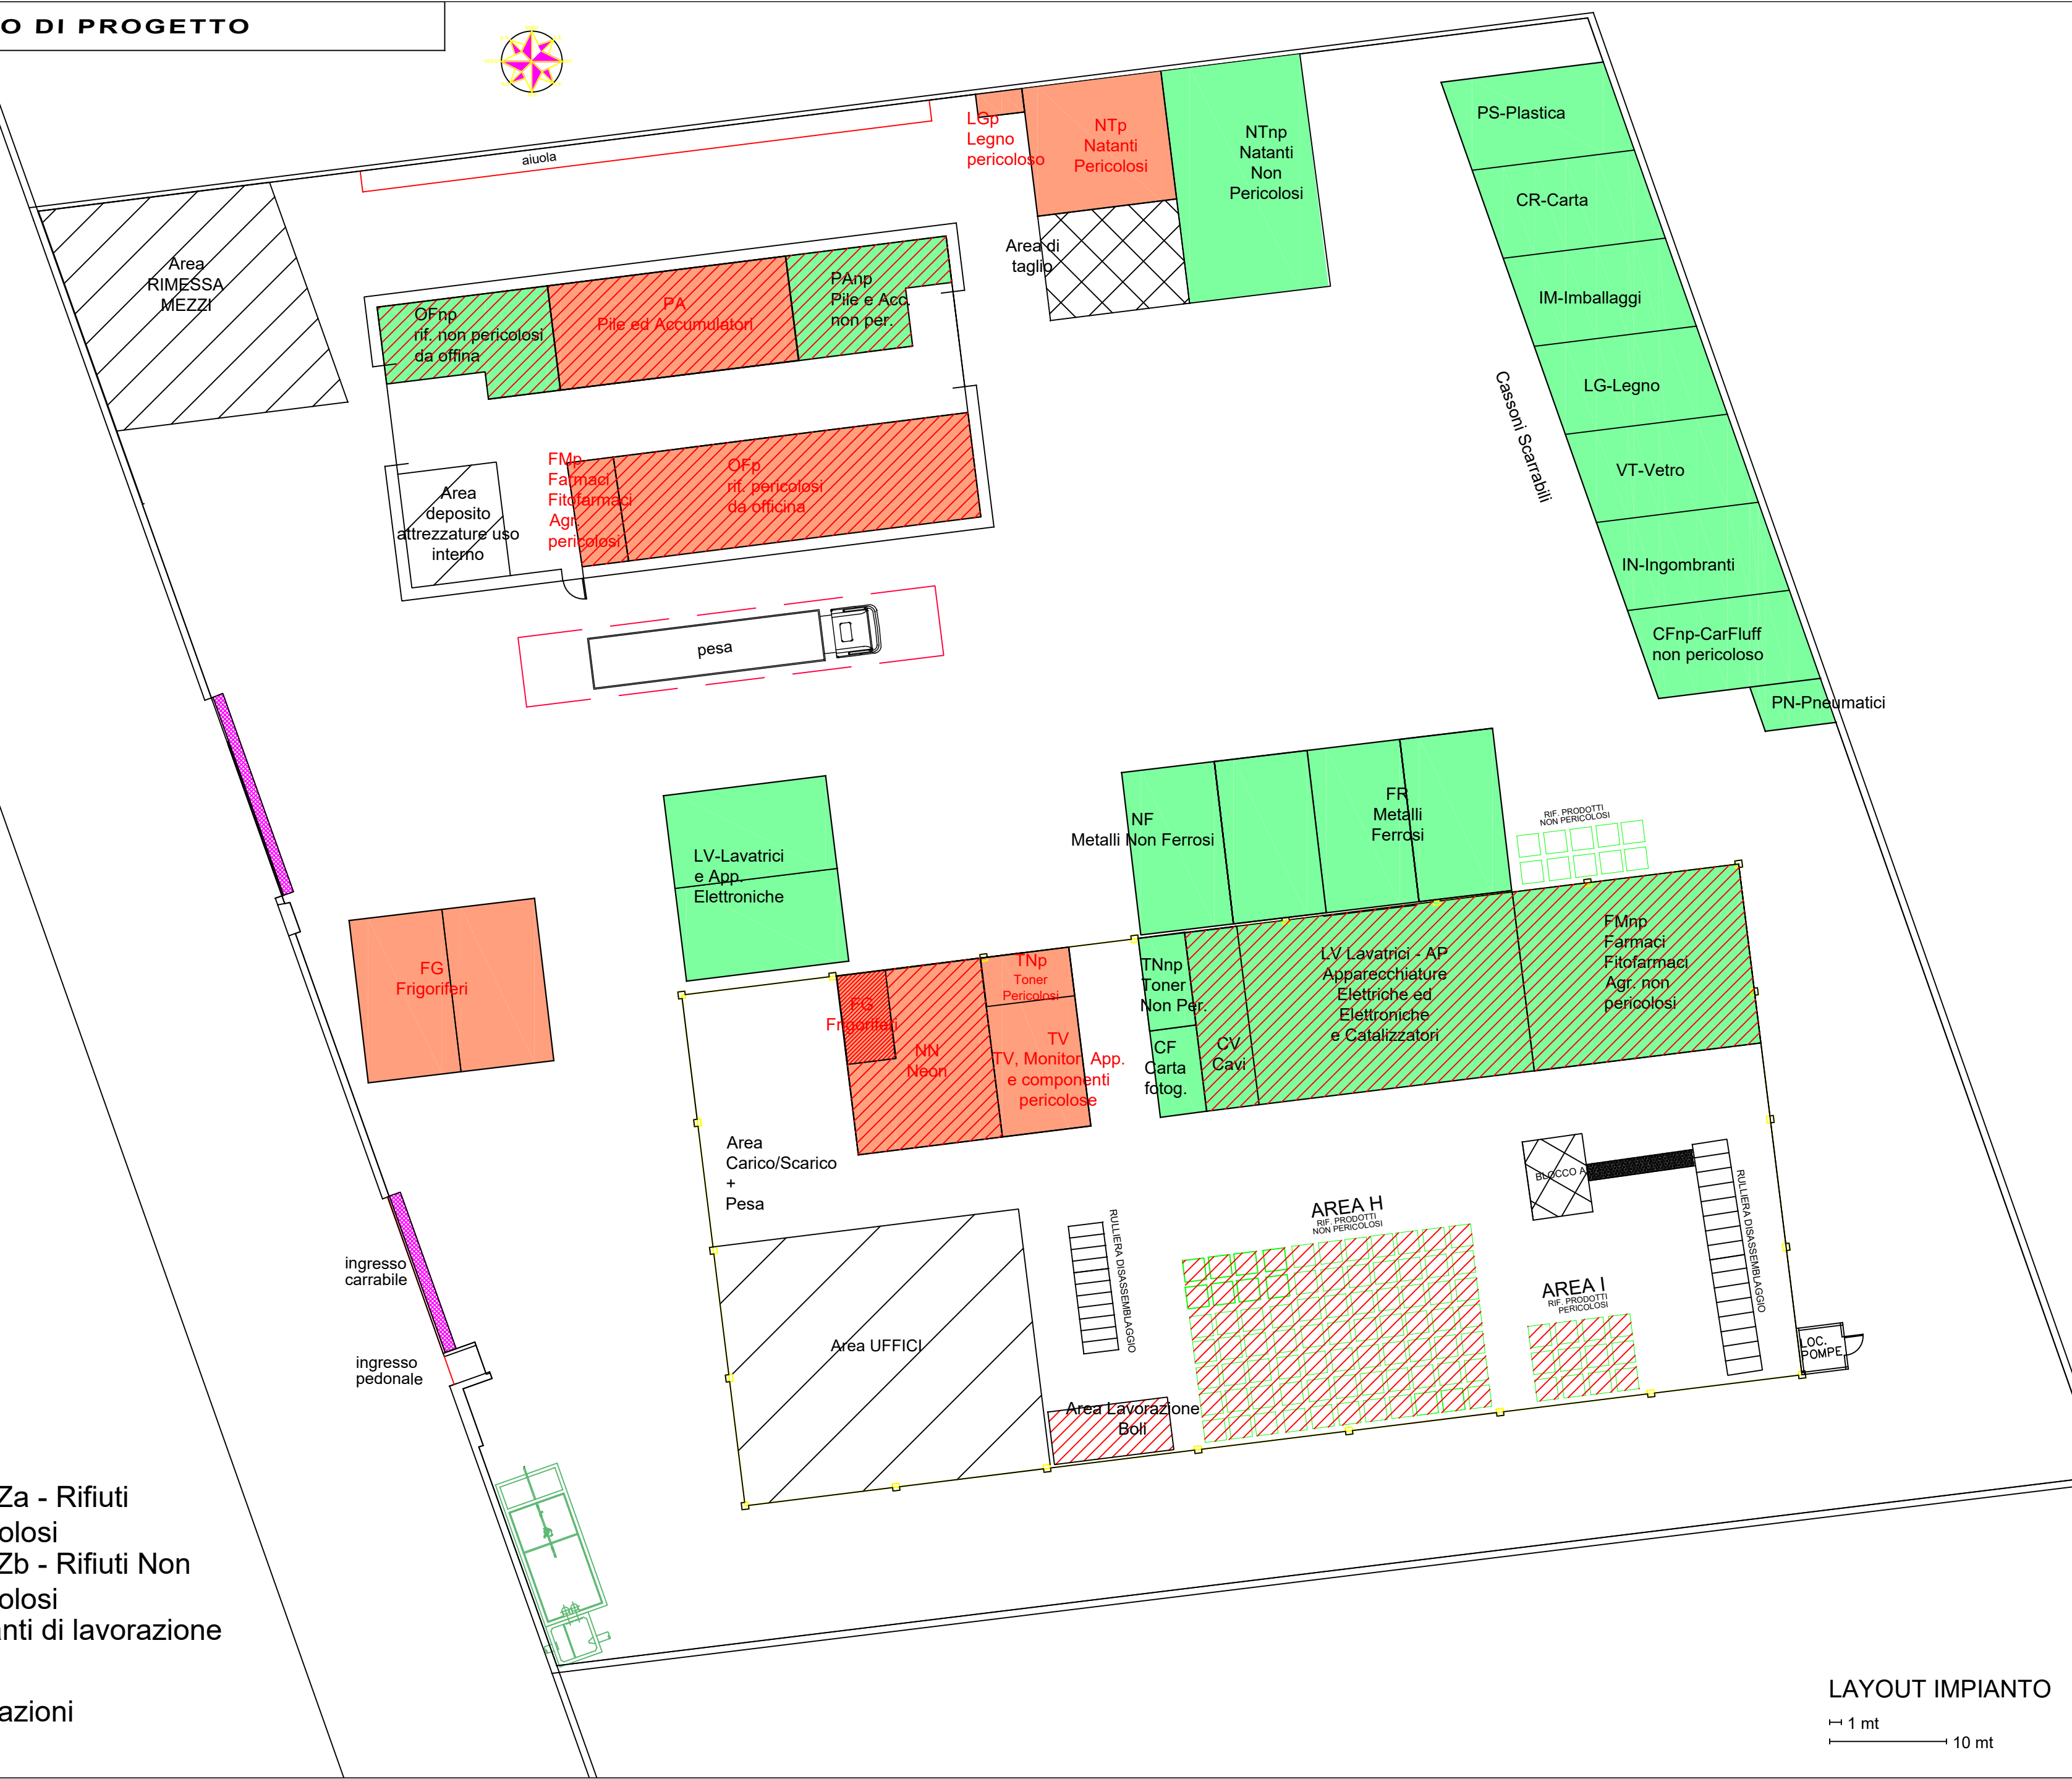 O DI PROGETTO
aiuola
LGp
Legno
pericoloso
NTp
Natanti
Pericolosi
NTnp
Natanti
Non
Pericolosi
PS-Plastica
CR-Carta
IM-Imballaggi
LG-Legno
VT-Vetro
IN-Ingombranti
CFnp-CarFluff
non pericoloso
PN-Pneumatici
Cassoni Scarrabili
Area
RIMESSA
MEZZI
Area di
taglio
OFnp
rif. non pericolosi
da offina
PA
Pile ed Accumulatori
PAnp
Pile e Acc.
non per.
Area
deposito
attrezzature uso
interno
FMp
Farmaci
Fitofarmaci
Agr.
pericolosi
OFp
rif. pericolosi
da officina
pesa
LV-Lavatrici
e App.
Elettroniche
NF
Metalli Non Ferrosi
FR
Metalli
Ferrosi
RIF. PRODOTTI
NON PERICOLOSI
FG
Frigoriferi
FG
Frigoriferi
NN
Neon
TNp
Toner
Pericolosi
TV
TV, Monitor, App.
e componenti
pericolose
TNnp
Toner
Non Per.
CF
Carta
fotog.
CV
Cavi
LV Lavatrici - AP
Apparecchiature
Elettriche ed
Elettroniche
e Catalizzatori
FMnp
Farmaci
Fitofarmaci
Agr. non
pericolosi
Area
Carico/Scarico
+
Pesa
BLOCCO A
RULLIERA DISASSEMBLAGGIO
AREA H
RIF. PRODOTTI
NON PERICOLOSI
RULLIERA DISASSEMBLAGGIO
AREA I
RIF. PRODOTTI
PERICOLOSI
ingresso
carrabile
ingresso
pedonale
Area UFFICI
Area Lavorazione
Boli
LOC.
POMPE
Za - Rifiuti
olosi
Zb - Rifiuti Non
olosi
anti di lavorazione
azioni
LAYOUT IMPIANTO
1 mt
10 mt